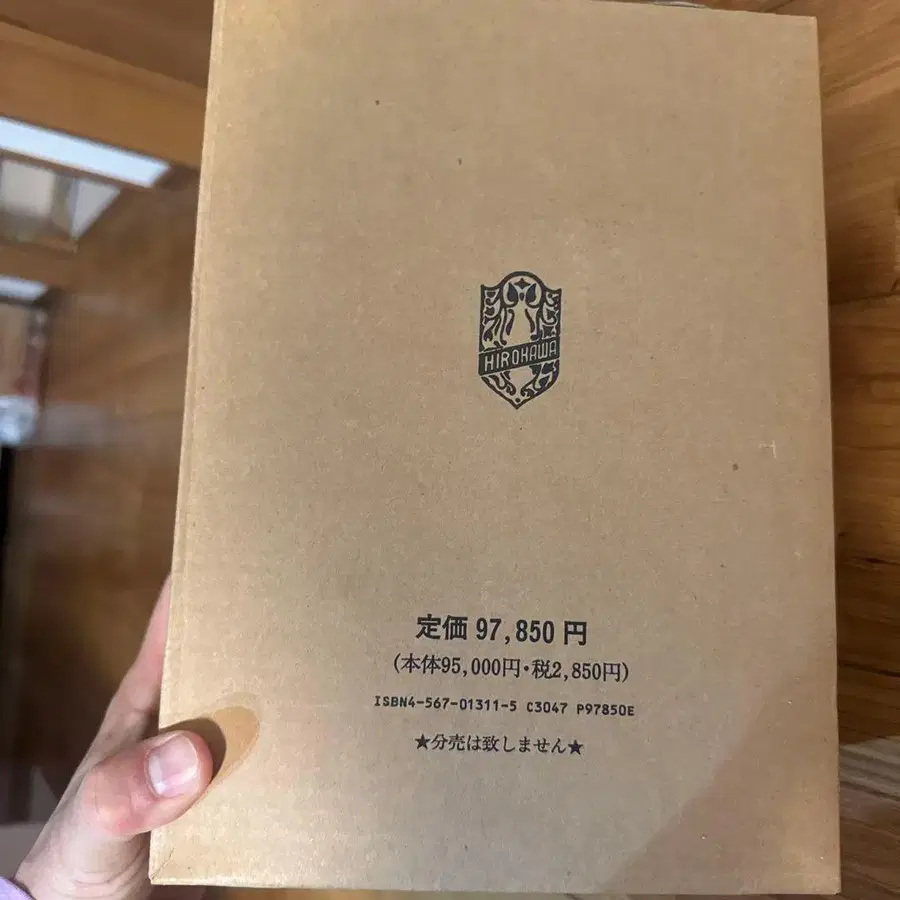 HIROKAWA
定価 97,850 円
(本体95,000円・税2,850円)
ISBN4-567-01311-5 C3047 P97850E
★分売は致しません★